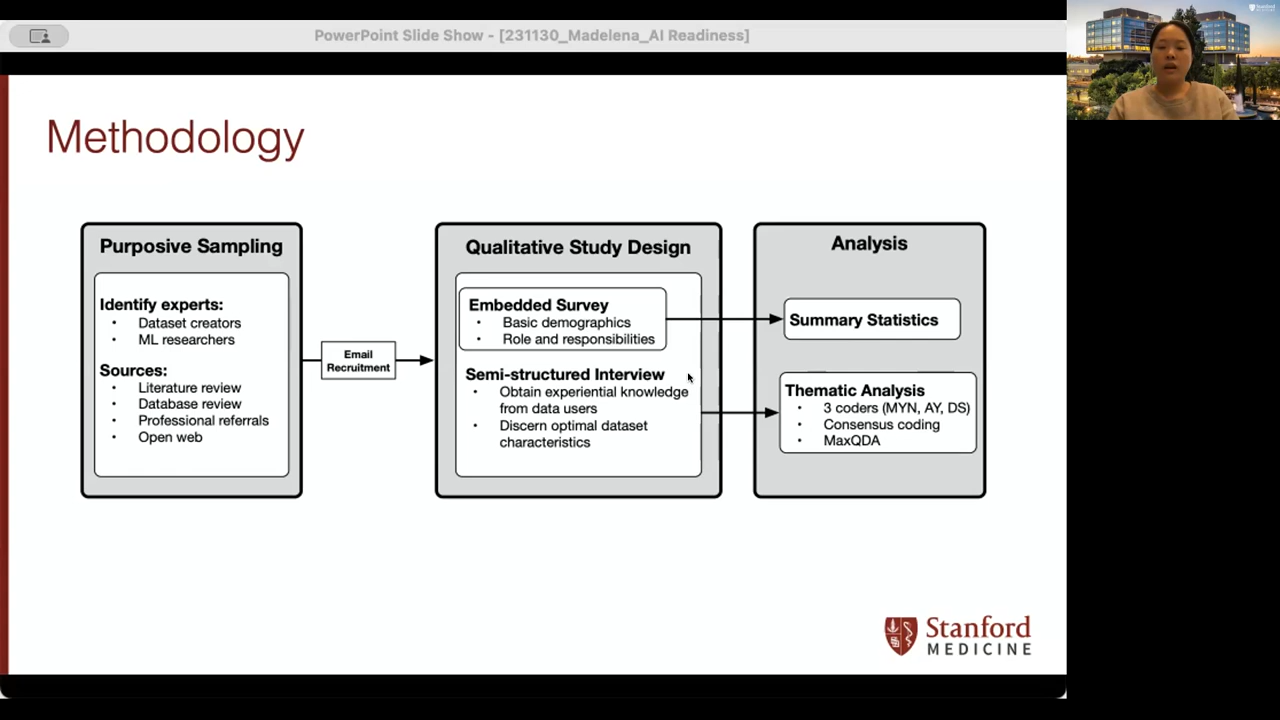 PowerPoint Slide Show - [231130_Madelena_AI Readiness]
Methodology
Purposive Sampling
Identify experts:
• Dataset creators
• ML researchers
Sources:
• Literature review
• Database review
• Professional referrals
• Open web
Email
Recruitment
Qualitative Study Design
Embedded Survey
• Basic demographics
• Role and responsibilities
Semi-structured Interview
• Obtain experiential knowledge
from data users
• Discern optimal dataset
characteristics
Analysis
Summary Statistics
Thematic Analysis
• 3 coders (MYN, AY, DS)
• Consensus coding
• MaxQDA
Stanford
MEDICINE
Stanford
MEDICINE